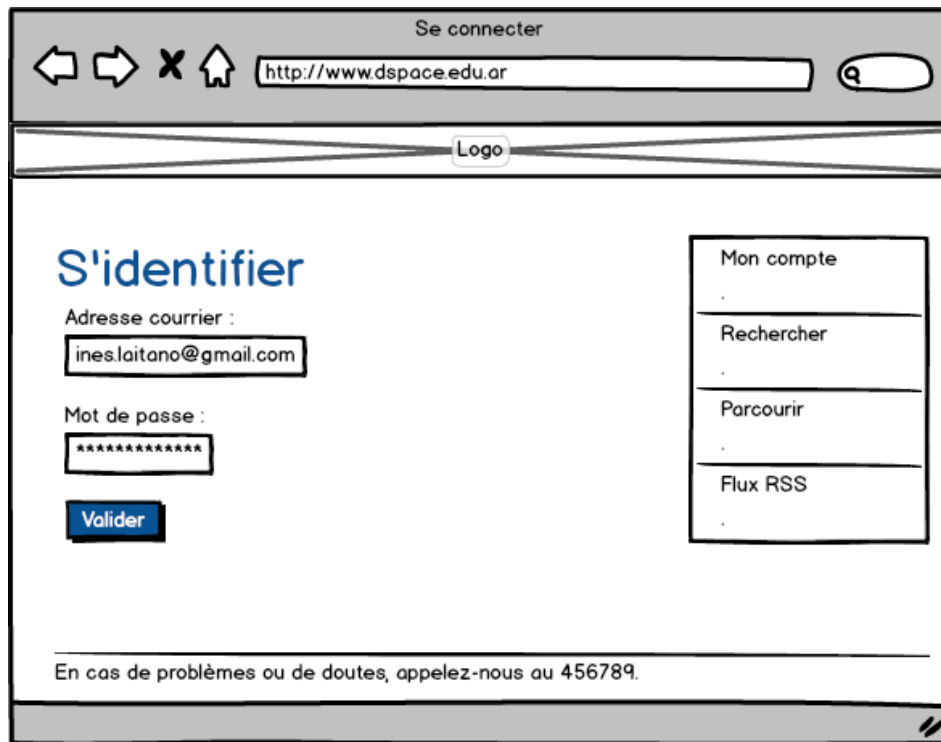 Se connecter
http://www.dspace.edu.ar
Logo
S'identifier
Adresse courrier :
ines.laitano@gmail.com
Mot de passe :
*************
Valider
Mon compte
.
Rechercher
.
Parcourir
.
Flux RSS
.
En cas de problèmes ou de doutes, appelez-nous au 456789.